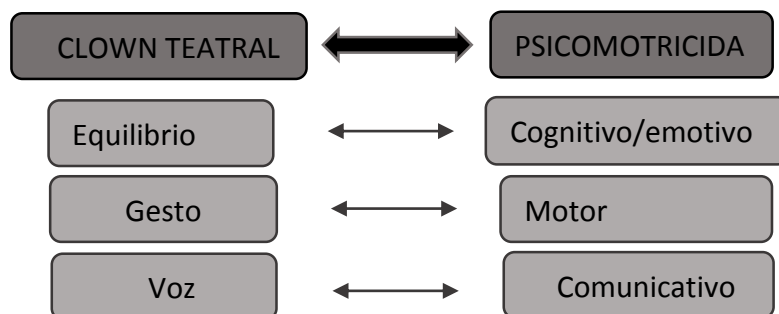 CLOWN TEATRAL
PSICOMOTRICIDA
Equilibrio
Cognitivo/emotivo
Gesto
Motor
Voz
Comunicativo